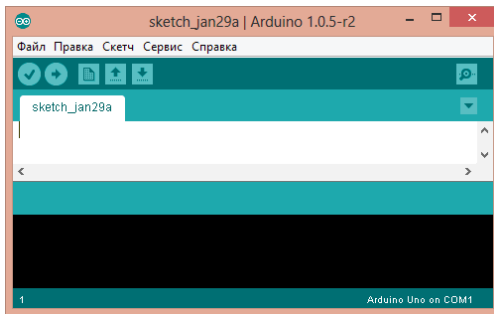 sketch_jan29a | Arduino 1.0.5-r2
Файл Правка Скетч Сервис Справка
sketch_jan29a
1 Arduino Uno on COM1